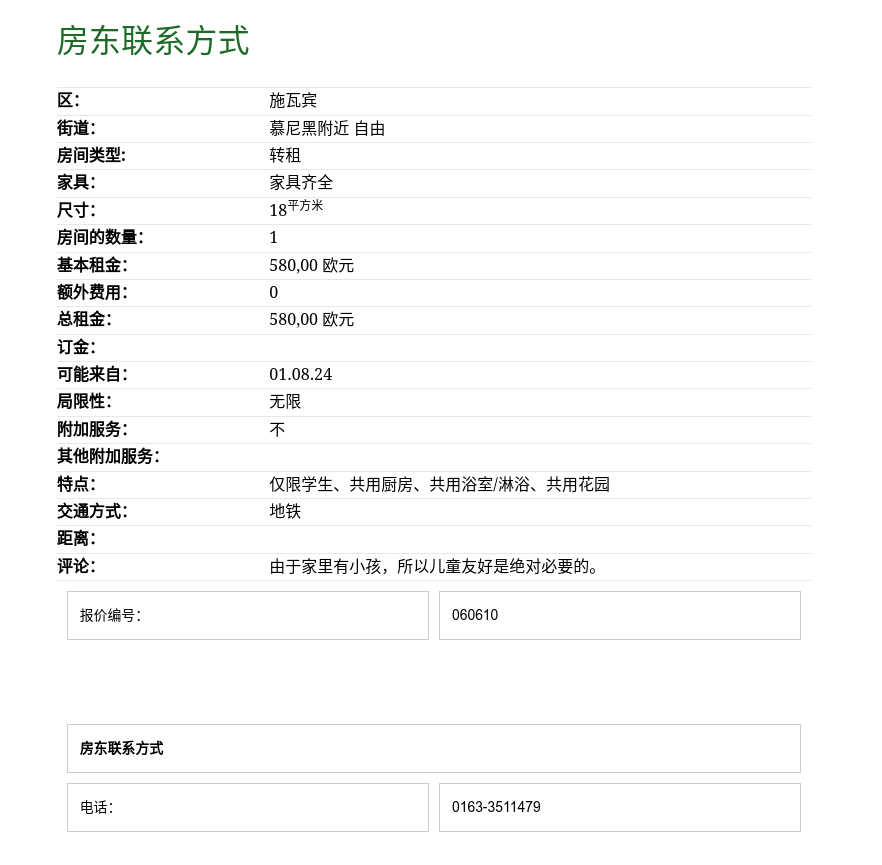 房东联系方式
区： 施瓦宾
街道： 慕尼黑附近 自由
房间类型: 转租
家具： 家具齐全
尺寸： 18平方米
房间的数量： 1
基本租金： 580,00 欧元
额外费用： 0
总租金： 580,00 欧元
订金：
可能来自： 01.08.24
局限性： 无限
附加服务： 不
其他附加服务：
特点： 仅限学生、共用厨房、共用浴室/淋浴、共用花园
交通方式： 地铁
距离：
评论： 由于家里有小孩，所以儿童友好是绝对必要的。
报价编号： 060610
房东联系方式
电话： 0163-3511479